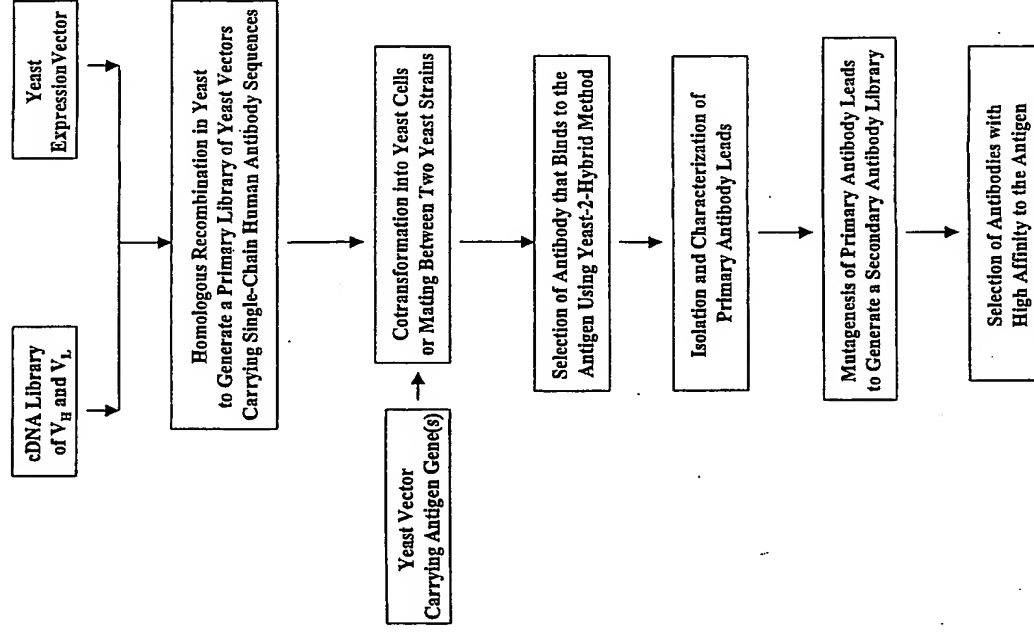 cDNA Library
of VH and VL
Yeast
ExpressionVector
Homologous Recombination in Yeast
to Generate a Primary Library of Yeast Vectors
Carrying Single-Chain Human Antibody Sequences
Yeast Vector
Carrying Antigen Gene(s)
Cotransformation into Yeast Cells
or Mating Between Two Yeast Strains
Selection of Antibody that Binds to the
Antigen Using Yeast-2-Hybrid Method
Isolation and Characterization of
Primary Antibody Leads
Mutagenesis of Primary Antibody Leads
to Generate a Secondary Antibody Library
Selection of Antibodies with
High Affinity to the Antigen